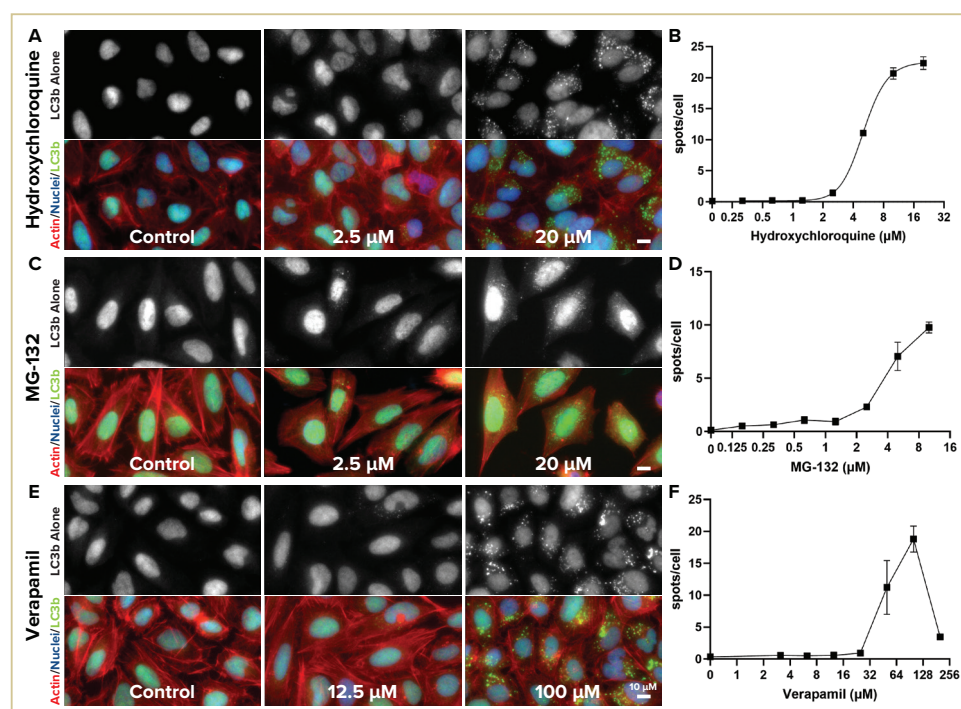 A
Hydroxychloroquine
LC3b Alone
Actin/Nuclei/LC3b
Control
2.5 µM
20 µM
B
spots/cell
25
20
15
10
5
0
0 0.25 0.5 1 2 4 8 16 32
Hydroxychloroquine (µM)
C
MG-132
LC3b Alone
Actin/Nuclei/LC3b
Control
2.5 µM
20 µM
D
spots/cell
15
10
5
0
0 0.125 0.25 0.5 1 2 4 8 16
MG-132 (µM)
E
Verapamil
LC3b Alone
Actin/Nuclei/LC3b
Control
12.5 µM
100 µM
10 µM
F
spots/cell
25
20
15
10
5
0
0 1 2 4 8 16 32 64 128 256
Verapamil (µM)